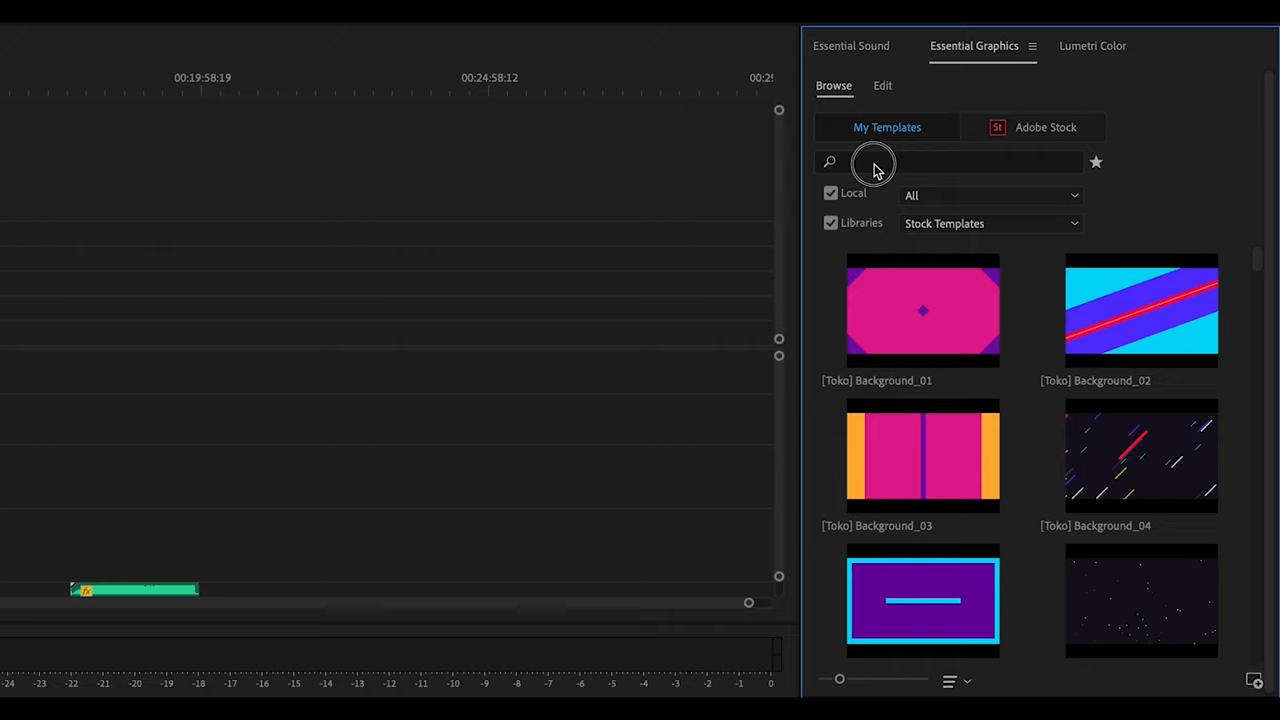 Essential Sound
Essential Graphics
Lumetri Color
00:19:58:19
00:24:58:12
00:29
Browse
Edit
My Templates
St
Adobe Stock
Local
All
Libraries
Stock Templates
[Toko] Background_01
[Toko] Background_02
[Toko] Background_03
[Toko] Background_04
fx
-24 -23 -22 -21 -20 -19 -18 -17 -16 -15 -14 -13 -12 -11 -10 -9 -8 -7 -6 -5 -4 -3 -2 -1 0